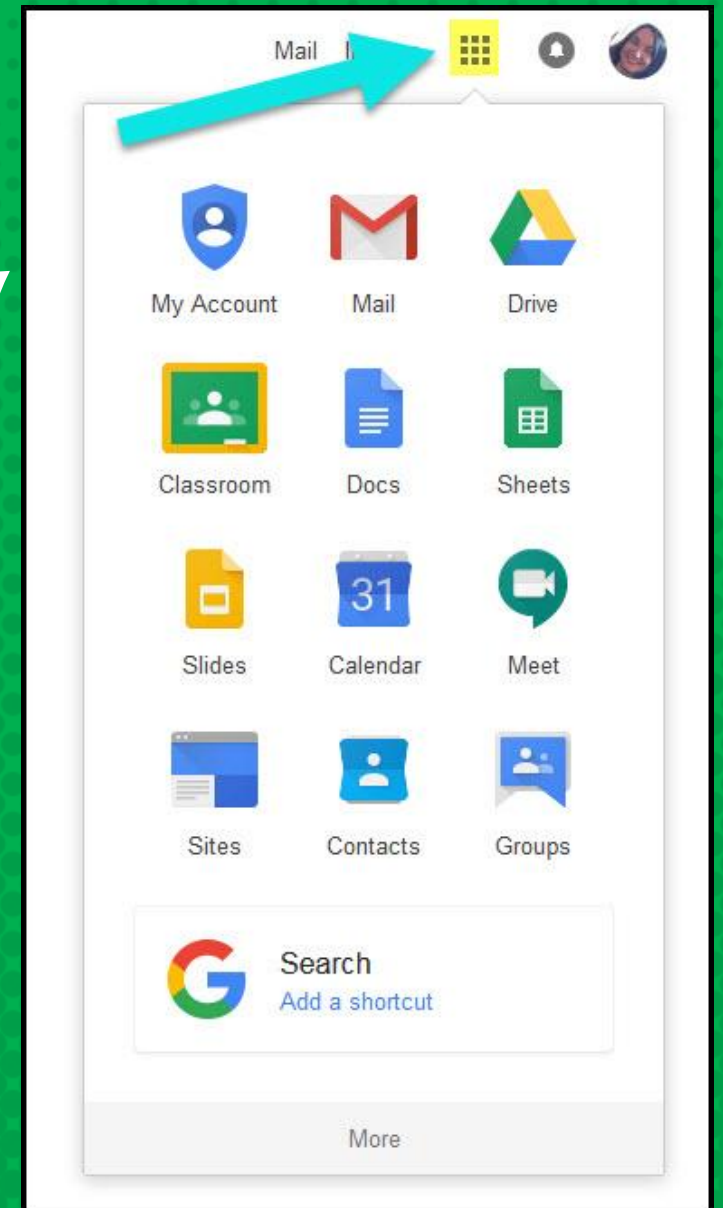 Mail
My Account Mail Drive
Classroom Docs Sheets
31
Slides Calendar Meet
Sites Contacts Groups
Search
Add a shortcut
More